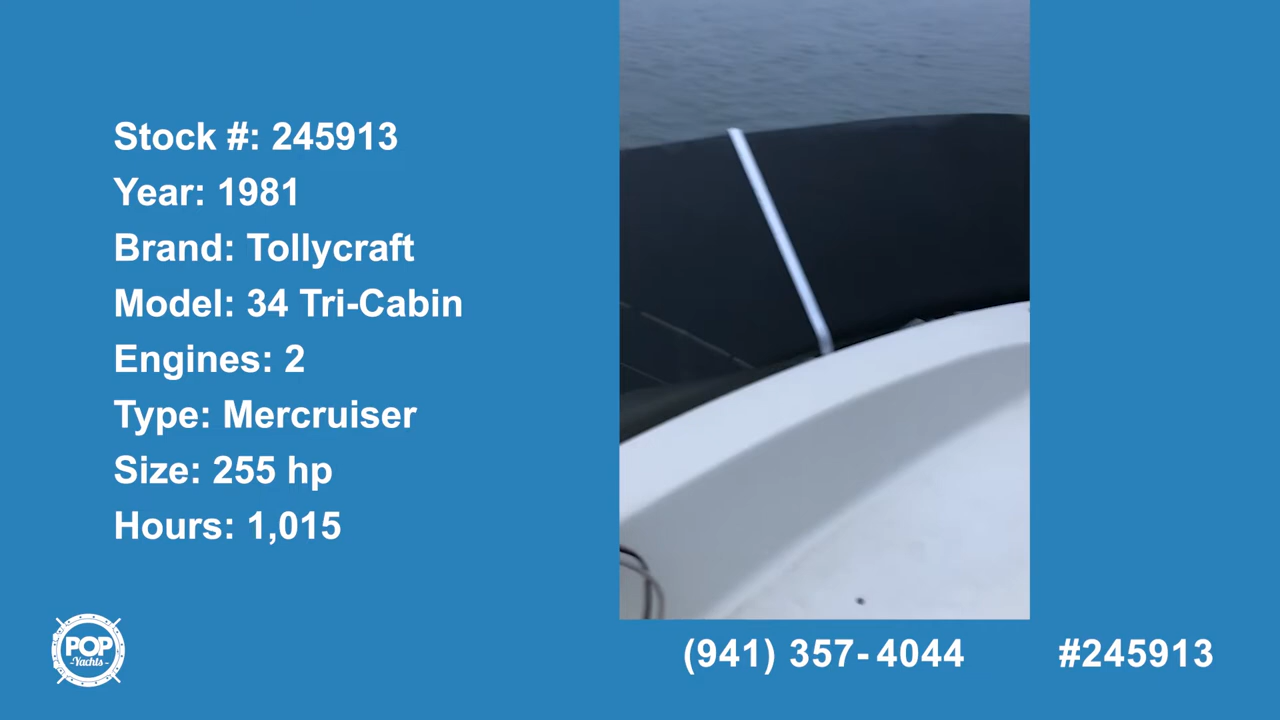 Stock #: 245913
Year: 1981
Brand: Tollycraft
Model: 34 Tri-Cabin
Engines: 2
Type: Mercruiser
Size: 255 hp
Hours: 1,015
POP
-Yachts-
(941) 357-4044
#245913